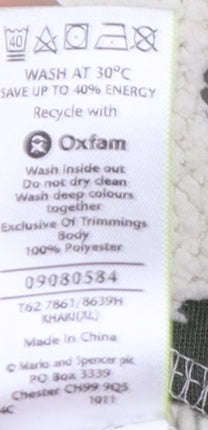 40
WASH AT 30°C
SAVE UP TO 40% ENERGY
Recycle with
Oxfam
Wash inside out
Do not dry clean
Wash deep colours
together
Exclusive Of Trimmings
Body
100% Polyester
09080584
T62 7861/8639H
KHAKI(XL)
Made In China
© Marks and Spencer plc
PO Box 3339
Chester CH99 9QS
4C 1011